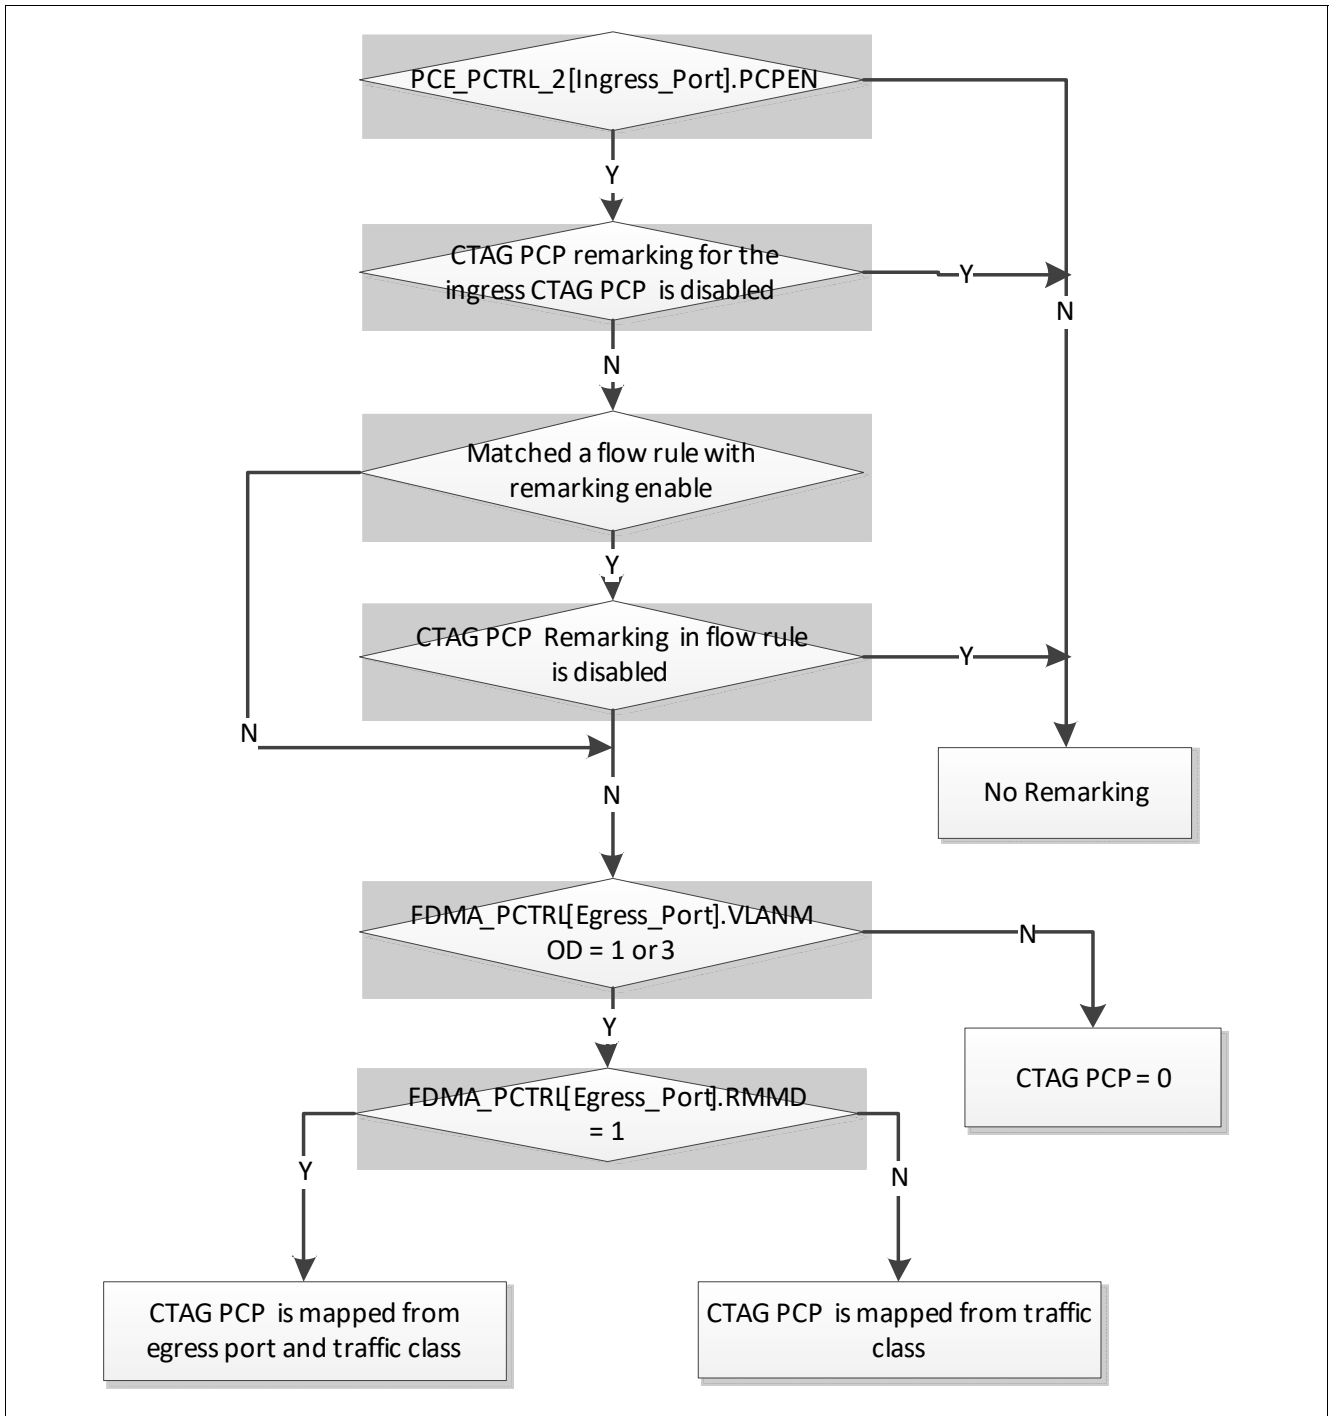 PCE_PCTRL_2[Ingress_Port].PCPEN
Y
CTAG PCP remarking for the
ingress CTAG PCP is disabled
Y
N
N
Matched a flow rule with
remarking enable
Y
CTAG PCP Remarking in flow rule
is disabled
Y
N
N
No Remarking
FDMA_PCTRL[Egress_Port].VLANM
OD = 1 or 3
N
Y
CTAG PCP = 0
FDMA_PCTRL[Egress_Port].RMMD
= 1
Y
N
CTAG PCP is mapped from
egress port and traffic class
CTAG PCP is mapped from traffic
class